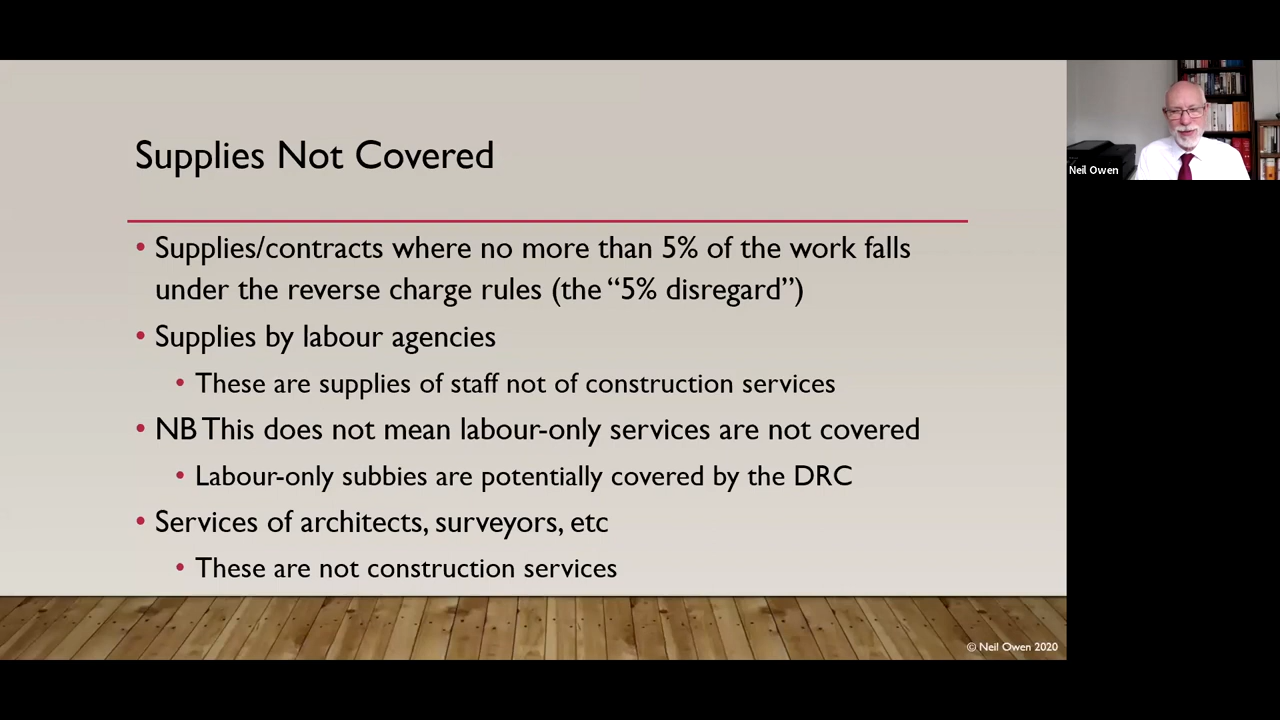 Supplies Not Covered
• Supplies/contracts where no more than 5% of the work falls
under the reverse charge rules (the “5% disregard”)
• Supplies by labour agencies
• These are supplies of staff not of construction services
• NB This does not mean labour-only services are not covered
• Labour-only subbies are potentially covered by the DRC
• Services of architects, surveyors, etc
• These are not construction services
© Neil Owen 2020
Neil Owen